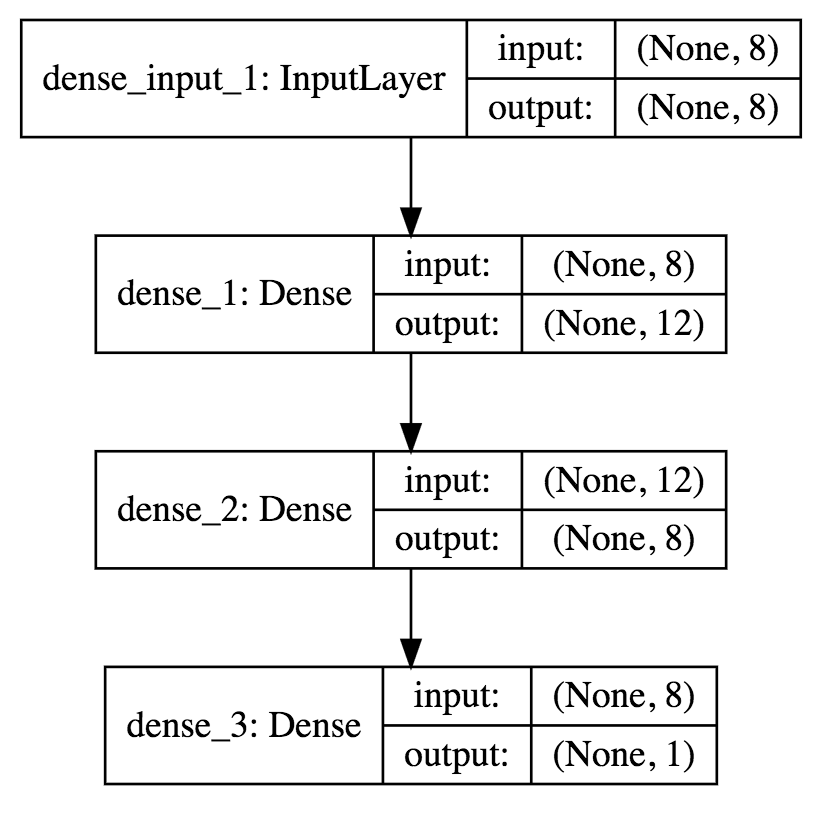 dense_input_1: InputLayer
input:
(None, 8)
output:
(None, 8)
dense_1: Dense
input:
(None, 8)
output:
(None, 12)
dense_2: Dense
input:
(None, 12)
output:
(None, 8)
dense_3: Dense
input:
(None, 8)
output:
(None, 1)